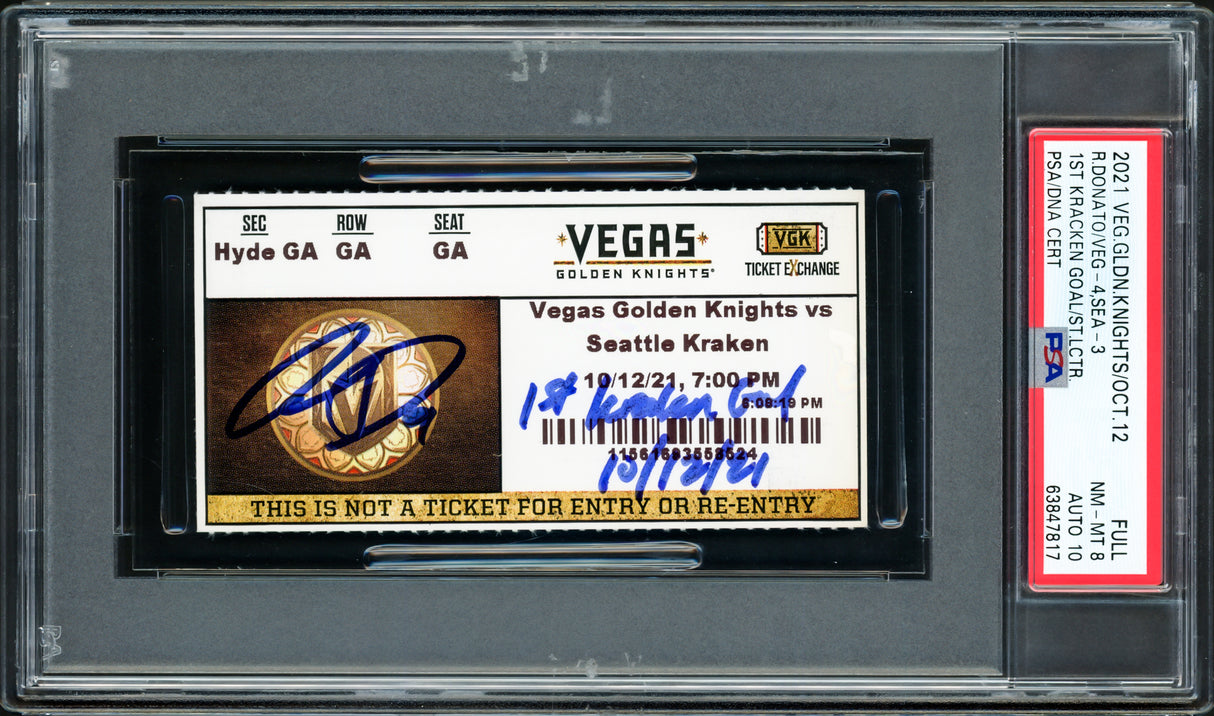 SEC ROW SEAT
Hyde GA GA GA
VEGAS
GOLDEN KNIGHTS®
VGK
TICKET EXCHANGE
Vegas Golden Knights vs
Seattle Kraken
10/12/21, 7:00 PM
6:08:19 PM
1st kraken Goal
11561693558524
10/12/21
THIS IS NOT A TICKET FOR ENTRY OR RE-ENTRY
2021 VEG.GLDN.KNIGHTS/OCT.12 FULL
R.DONATO/VEG-4,SEA-3 NM-MT 8
1ST KRACKEN GOAL/ST.LCTR. AUTO 10
PSA/DNA CERT 63847817
PSA